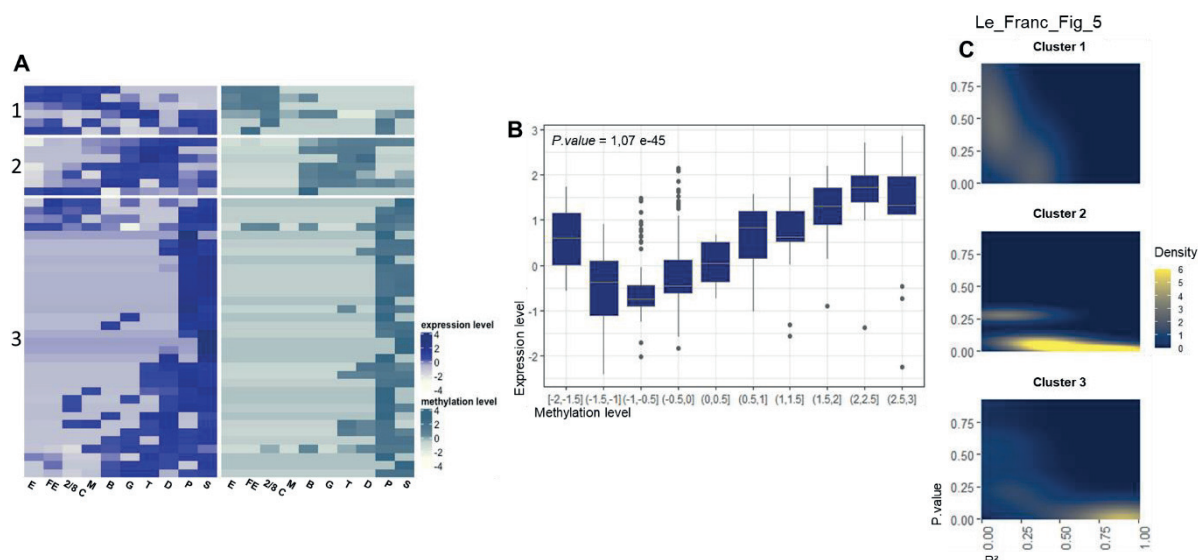 Le_Franc_Fig_5
A
1
2
3
E FE 2/8 C M B G T D P S
E FE 2/8 C M B G T D P S
expression level
4
2
0
-2
-4
methylation level
4
2
0
-2
-4
B
P.value = 1,07 e-45
Expression level
3
2
1
0
-1
-2
[-2,-1.5] (-1.5,-1] (-1,-0.5] (-0.5,0] (0,0.5] (0.5,1] (1,1.5] (1.5,2] (2,2.5] (2.5,3]
Methylation level
C
Cluster 1
0.75
0.50
0.25
0.00
Cluster 2
0.75
0.50
0.25
0.00
Density
6
5
4
3
2
1
0
Cluster 3
P.value
0.75
0.50
0.25
0.00
0.00 0.25 0.50 0.75 1.00